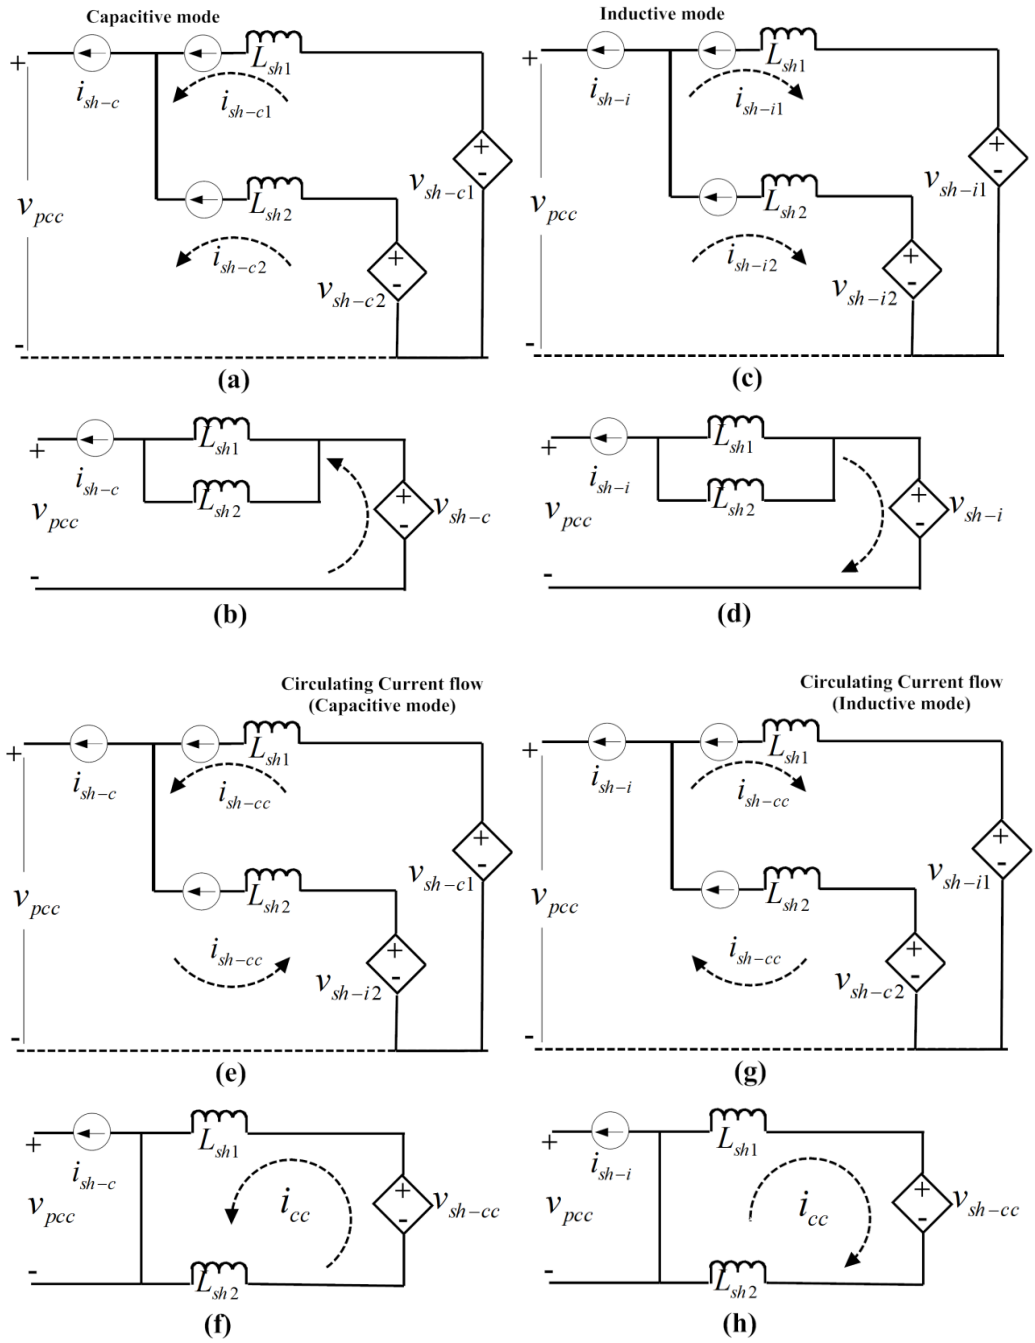 Capacitive mode
+
i_{sh-c}
L_{sh1}
i_{sh-c1}
+
-
v_{sh-c1}
v_{pcc}
L_{sh2}
i_{sh-c2}
+
-
v_{sh-c2}
-
(a)
Inductive mode
+
i_{sh-i}
L_{sh1}
i_{sh-i1}
+
-
v_{sh-i1}
v_{pcc}
L_{sh2}
i_{sh-i2}
+
-
v_{sh-i2}
-
(c)
+
i_{sh-c}
L_{sh1}
L_{sh2}
v_{pcc}
+
-
v_{sh-c}
-
(b)
+
i_{sh-i}
L_{sh1}
L_{sh2}
v_{pcc}
+
-
v_{sh-i}
-
(d)
Circulating Current flow
(Capacitive mode)
+
i_{sh-c}
L_{sh1}
i_{sh-cc}
+
-
v_{sh-c1}
v_{pcc}
L_{sh2}
i_{sh-cc}
+
-
v_{sh-i2}
-
(e)
Circulating Current flow
(Inductive mode)
+
i_{sh-i}
L_{sh1}
i_{sh-cc}
+
-
v_{sh-i1}
v_{pcc}
L_{sh2}
i_{sh-cc}
+
-
v_{sh-c2}
-
(g)
+
i_{sh-c}
L_{sh1}
v_{pcc}
i_{cc}
+
-
v_{sh-cc}
-
L_{sh2}
(f)
+
i_{sh-i}
L_{sh1}
v_{pcc}
i_{cc}
+
-
v_{sh-cc}
-
L_{sh2}
(h)